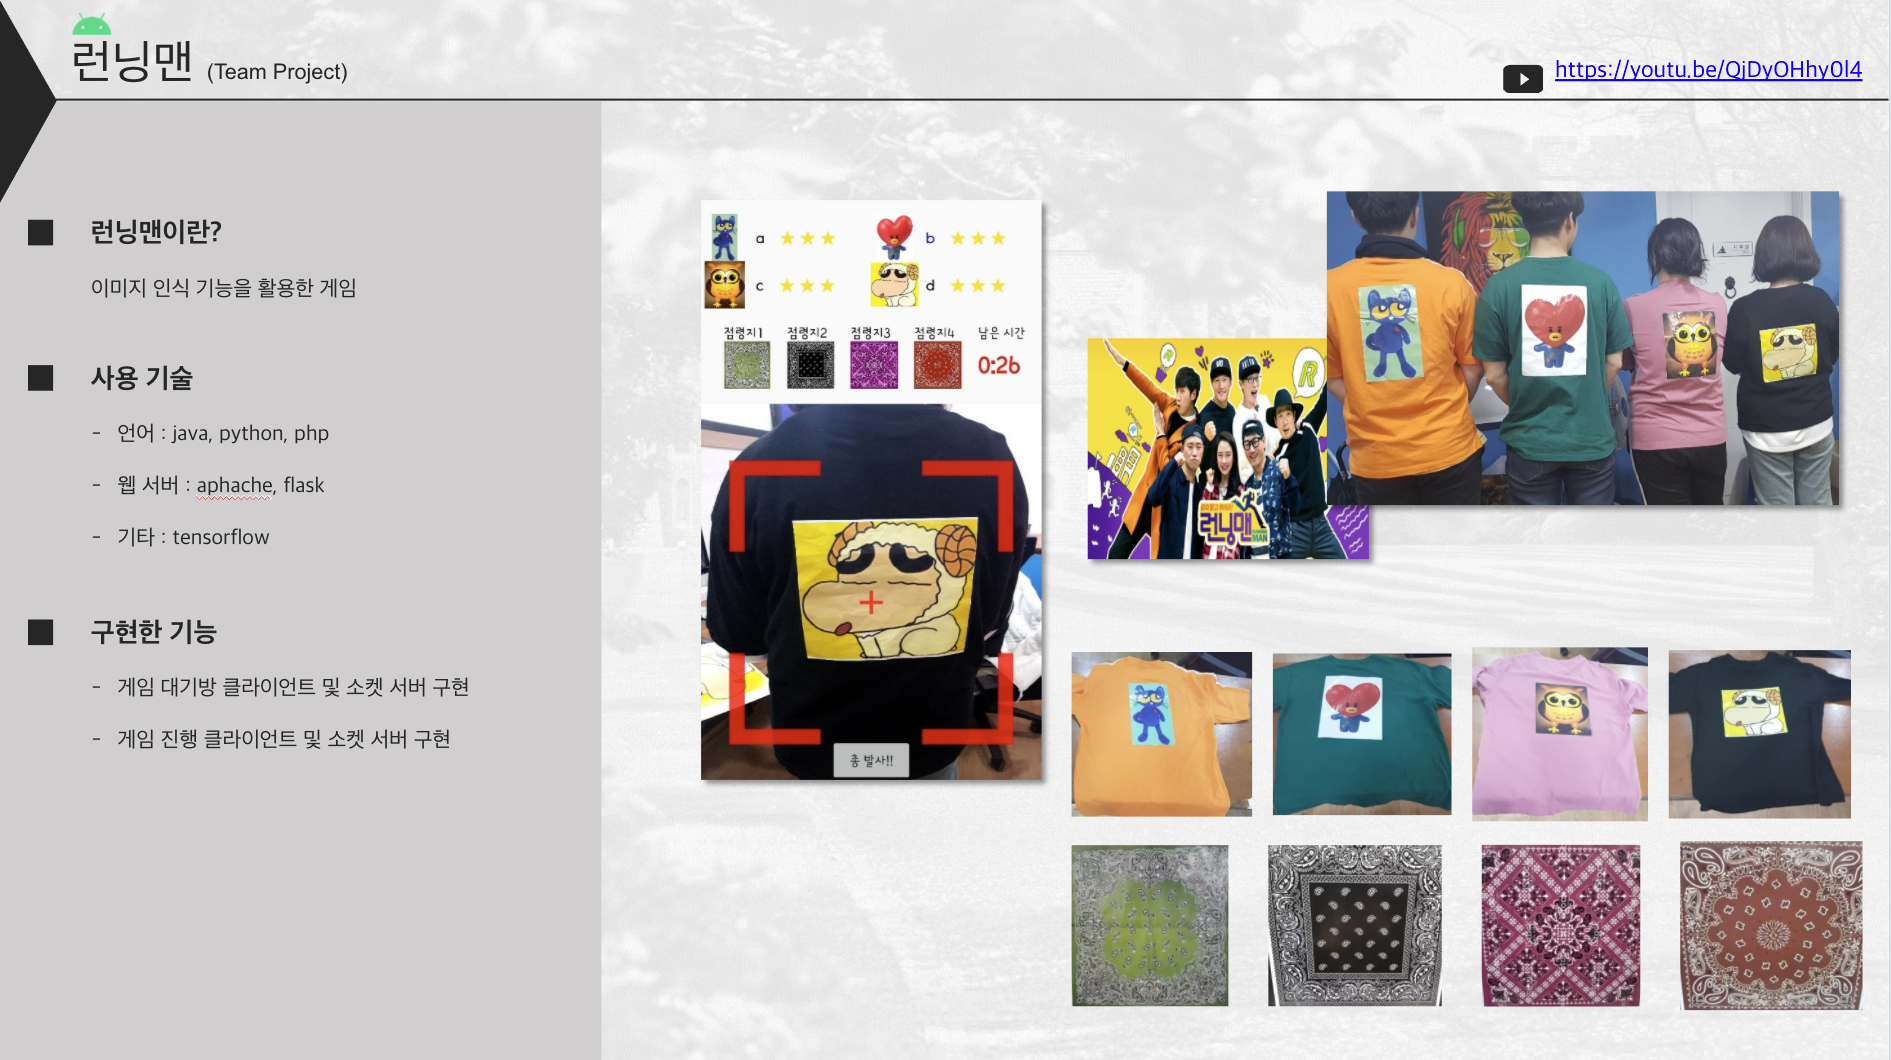 런닝맨 (Team Project)
https://youtu.be/QjDyOHhy0l4
런닝맨이란?
이미지 인식 기능을 활용한 게임
사용 기술
- 언어 : java, python, php
- 웹 서버 : aphache, flask
- 기타 : tensorflow
구현한 기능
- 게임 대기방 클라이언트 및 소켓 서버 구현
- 게임 진행 클라이언트 및 소켓 서버 구현
a b
c d
점령지1 점령지2 점령지3 점령지4 남은 시간
0:26
총 발사!!
R
런닝맨
MAN